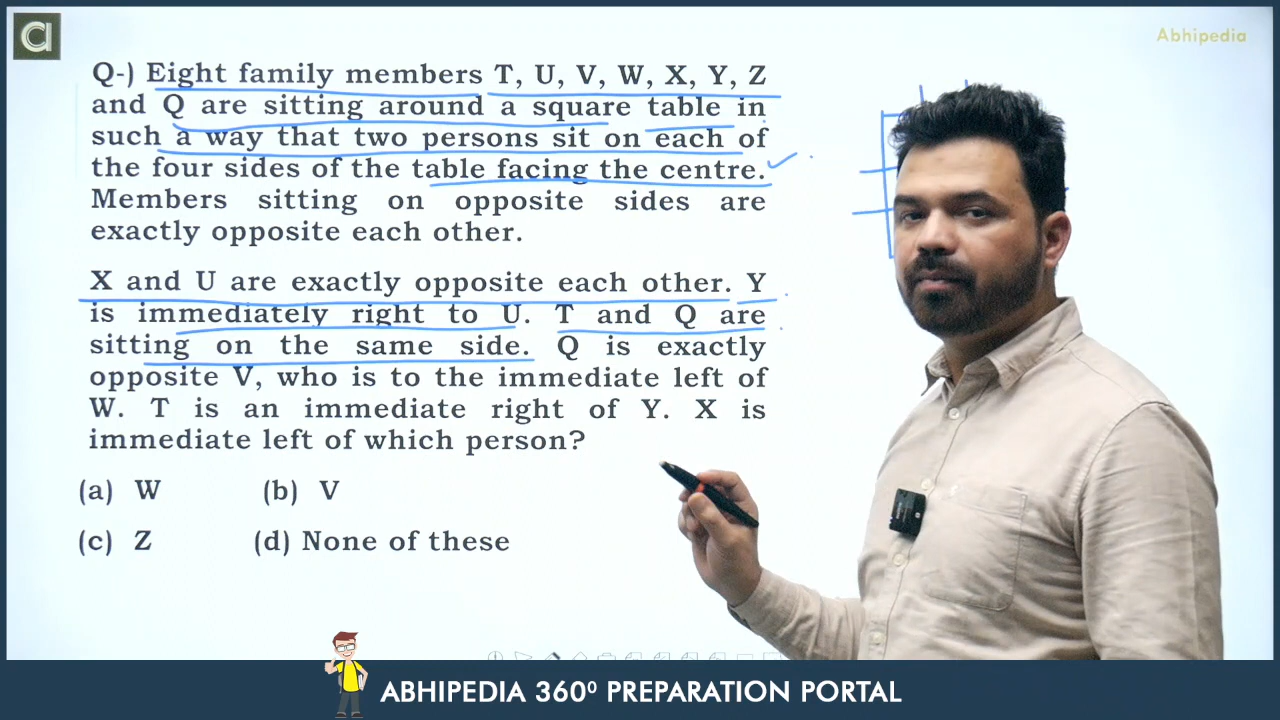 Abhipedia
Q-) Eight family members T, U, V, W, X, Y, Z
and Q are sitting around a square table in
such a way that two persons sit on each of
the four sides of the table facing the centre.
Members sitting on opposite sides are
exactly opposite each other.
X and U are exactly opposite each other. Y
is immediately right to U. T and Q are
sitting on the same side. Q is exactly
opposite V, who is to the immediate left of
W. T is an immediate right of Y. X is
immediate left of which person?
(a) W (b) V
(c) Z (d) None of these
ABHIPEDIA 360⁰ PREPARATION PORTAL